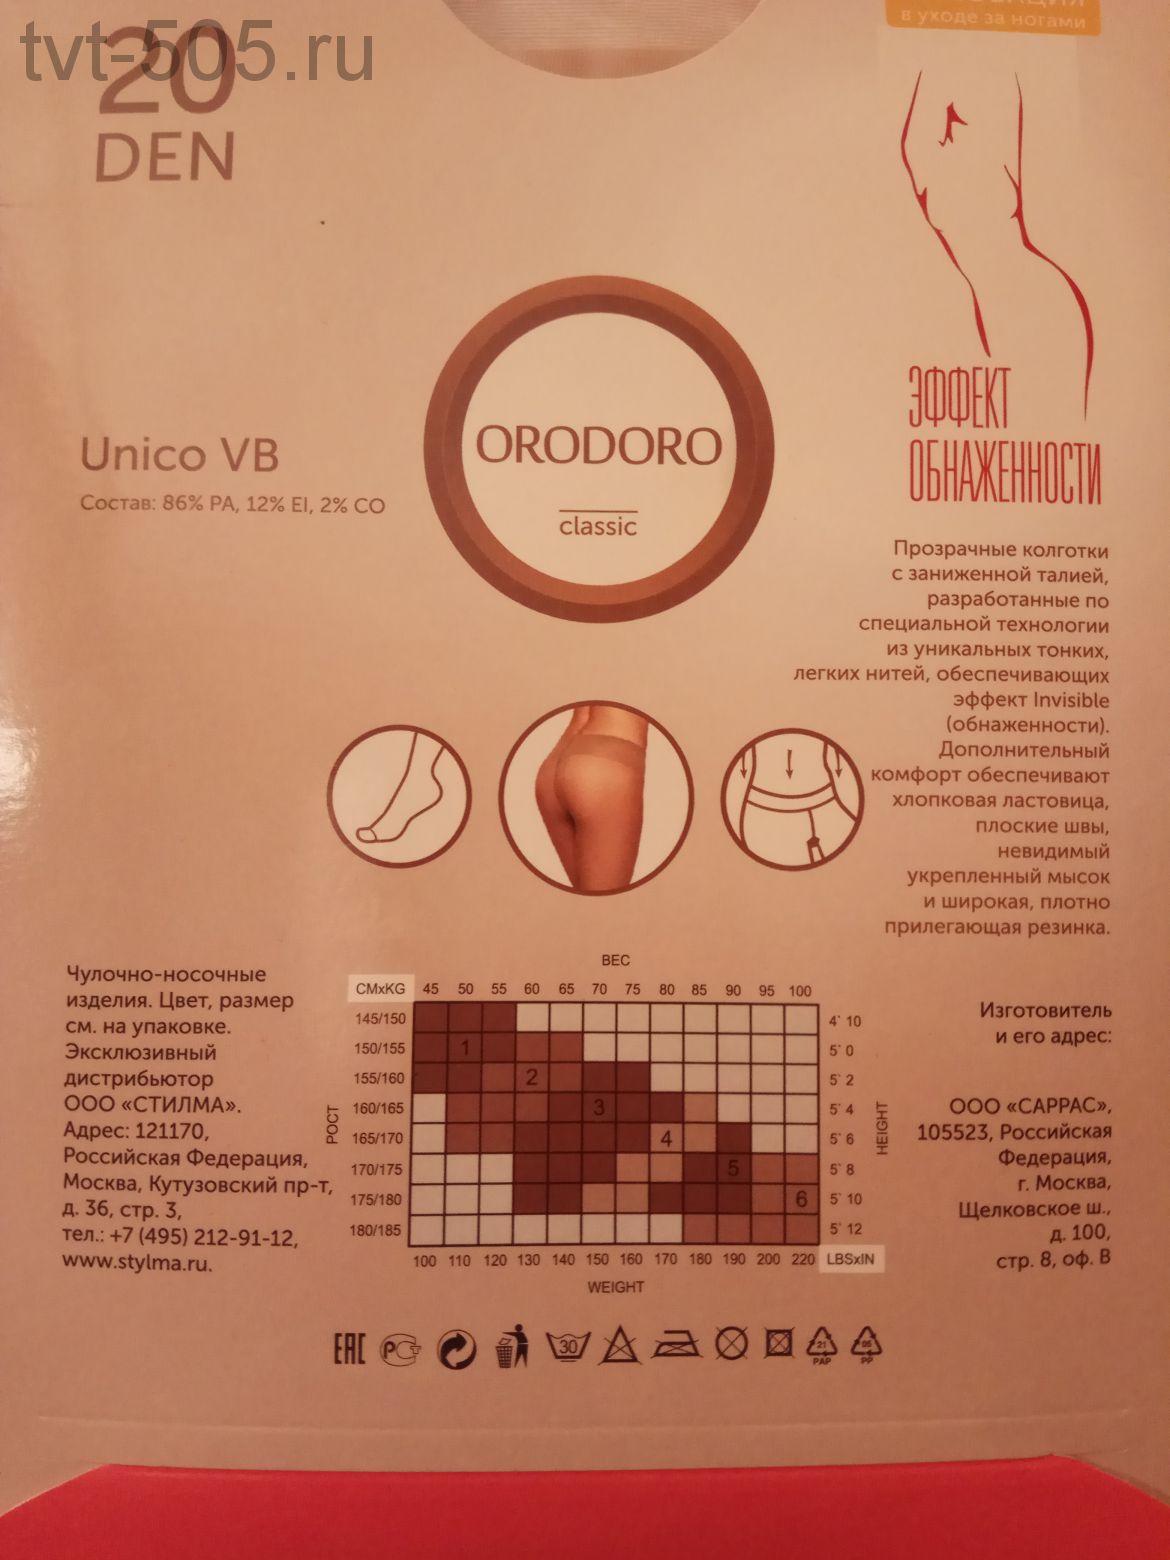 tvt-505.ru
20
DEN
в уходе за ногами
ORODORO
classic
Unico VB
Состав: 86% PA, 12% EI, 2% CO
ЭФФЕКТ
ОБНАЖЕННОСТИ
Прозрачные колготки
с заниженной талией,
разработанные по
специальной технологии
из уникальных тонких,
легких нитей, обеспечивающих
эффект Invisible
(обнаженности).
Дополнительный
комфорт обеспечивают
хлопковая ластовица,
плоские швы,
невидимый
укрепленный мысок
и широкая, плотно
прилегающая резинка.
Чулочно-носочные
изделия. Цвет, размер
см. на упаковке.
Эксклюзивный
дистрибьютор
ООО «СТИЛМА».
Адрес: 121170,
Российская Федерация,
Москва, Кутузовский пр-т,
д. 36, стр. 3,
тел.: +7 (495) 212-91-12,
www.stylma.ru.
ВЕС
CMxKG 45 50 55 60 65 70 75 80 85 90 95 100
145/150 4` 10
150/155 1 5` 0
155/160 2 5` 2
160/165 3 5` 4
165/170 4 5` 6
170/175 5 5` 8
175/180 6 5` 10
180/185 5` 12
РОСТ
HEIGHT
100 110 120 130 140 150 160 170 180 190 200 220 LBSxIN
WEIGHT
Изготовитель
и его адрес:
ООО «САРРАС»,
105523, Российская
Федерация,
г. Москва,
Щелковское ш.,
д. 100,
стр. 8, оф. В
EAC
РСТ
30
21
PAP
05
PP